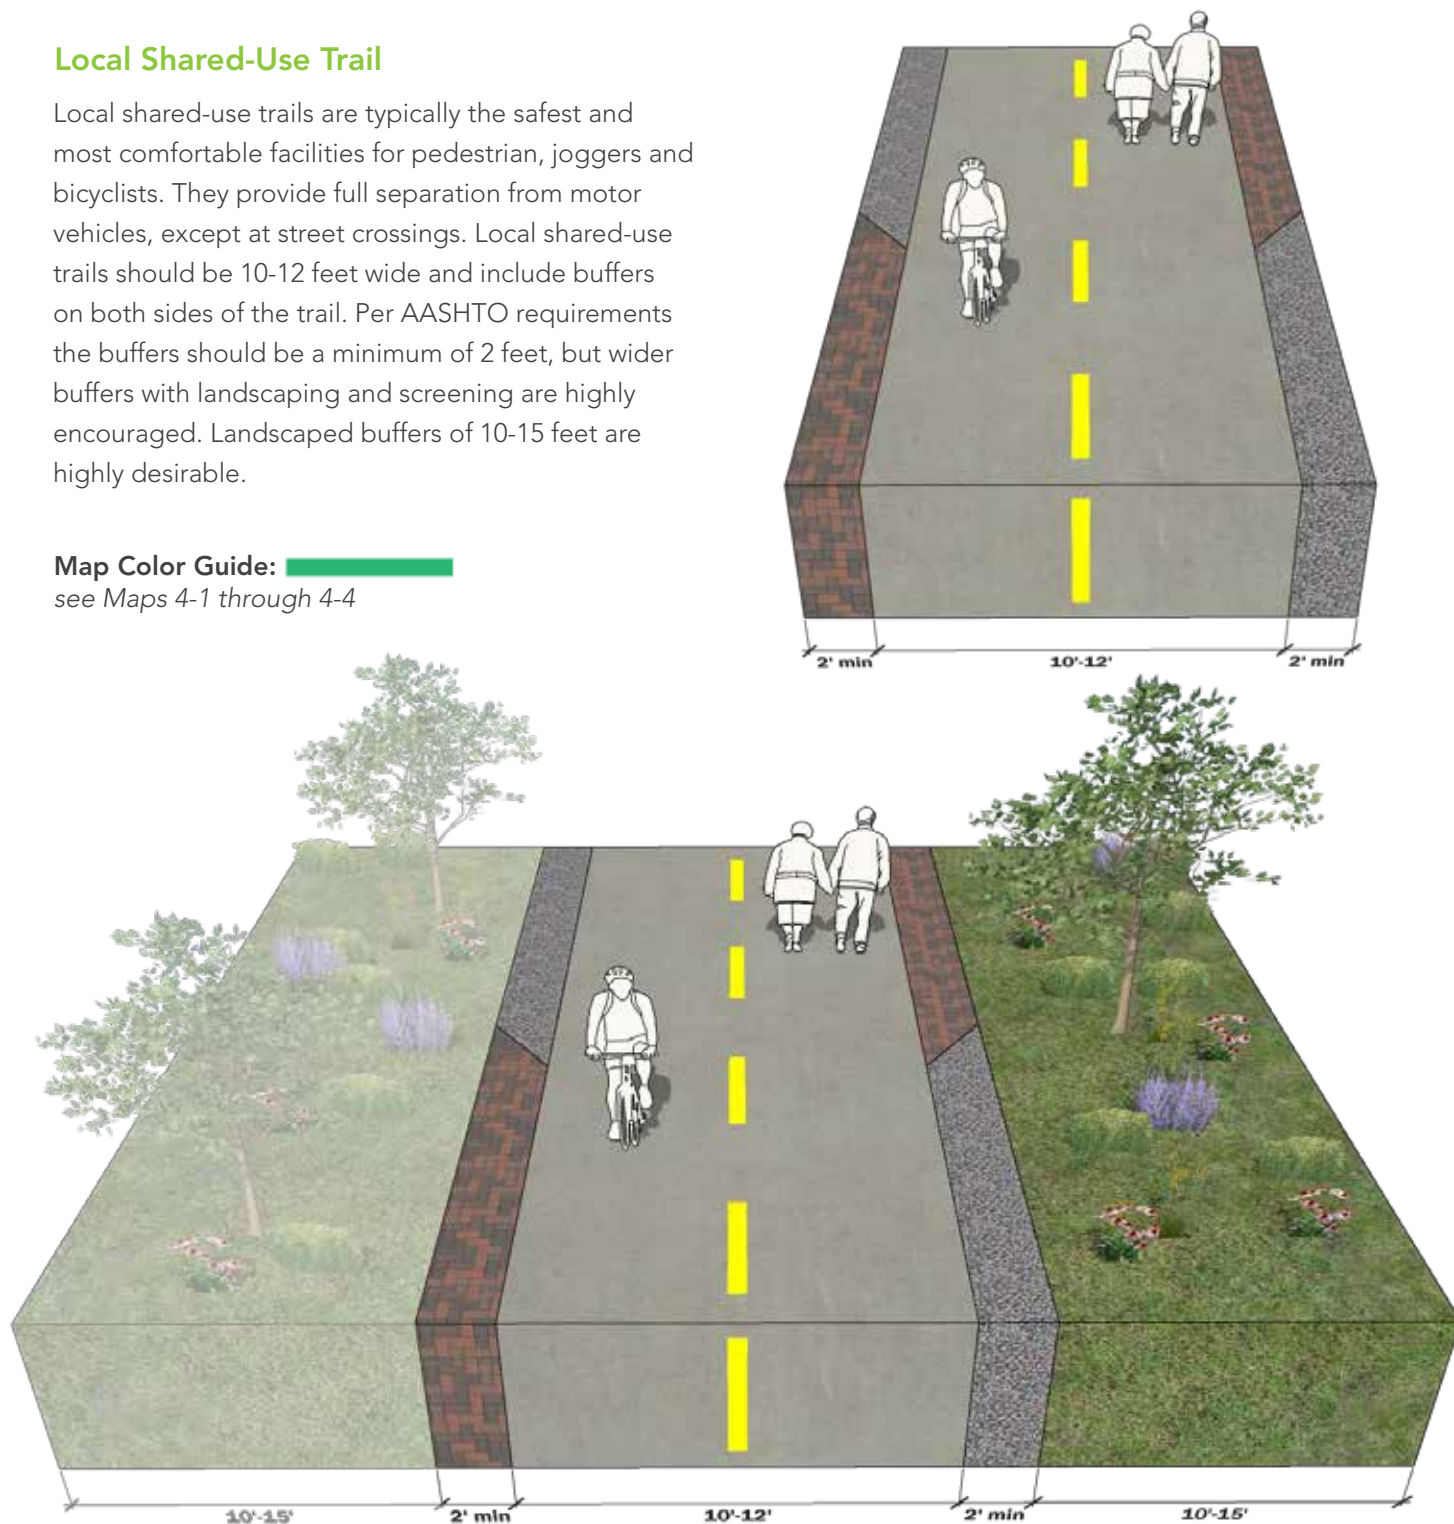 Local Shared-Use Trail
Local shared-use trails are typically the safest and
most comfortable facilities for pedestrian, joggers and
bicyclists. They provide full separation from motor
vehicles, except at street crossings. Local shared-use
trails should be 10-12 feet wide and include buffers
on both sides of the trail. Per AASHTO requirements
the buffers should be a minimum of 2 feet, but wider
buffers with landscaping and screening are highly
encouraged. Landscaped buffers of 10-15 feet are
highly desirable.
Map Color Guide:
see Maps 4-1 through 4-4
2' min 10'-12' 2' min
10'-15' 2' min 10'-12' 2' min 10'-15'